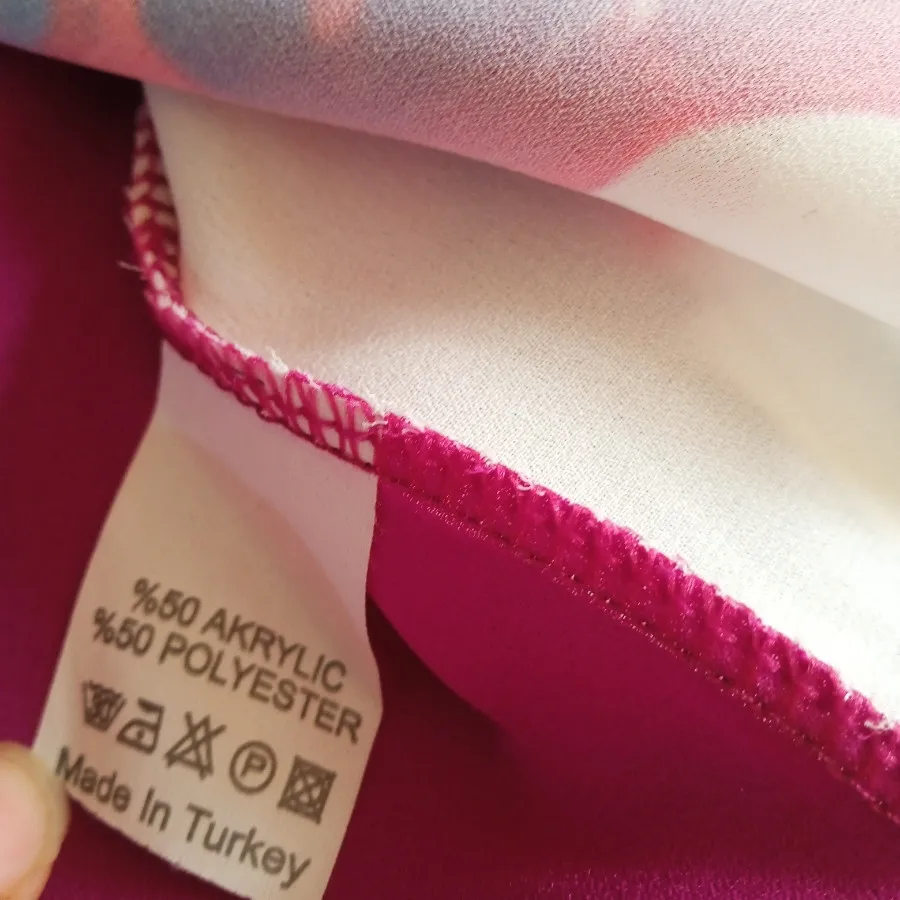 %50 AKRYLIC
%50 POLYESTER
P
Made In Turkey